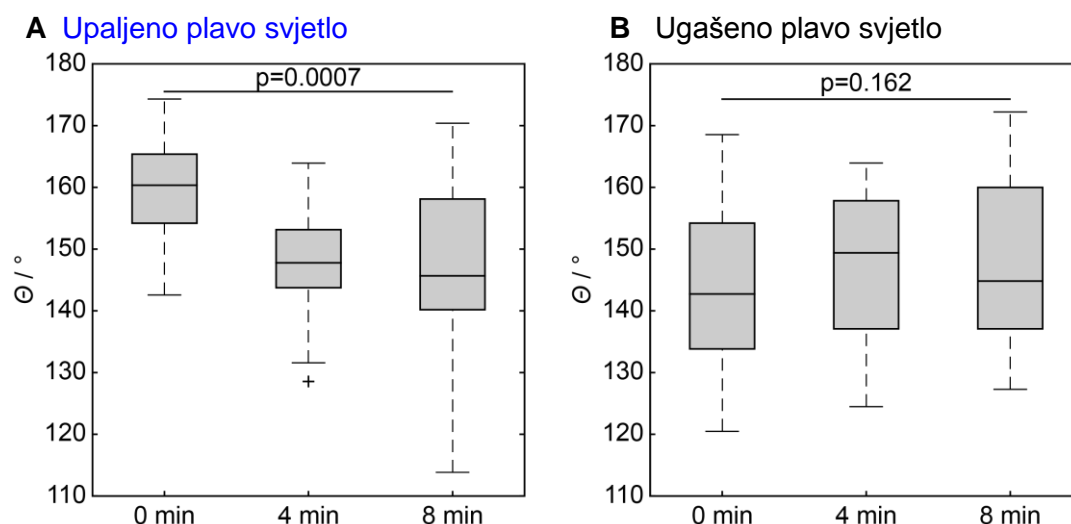 A Upaljeno plavo svjetlo
180
170
160
150
140
130
120
110
Θ / °
p=0.0007
0 min 4 min 8 min
B Ugašeno plavo svjetlo
180
170
160
150
140
130
120
110
Θ / °
p=0.162
0 min 4 min 8 min